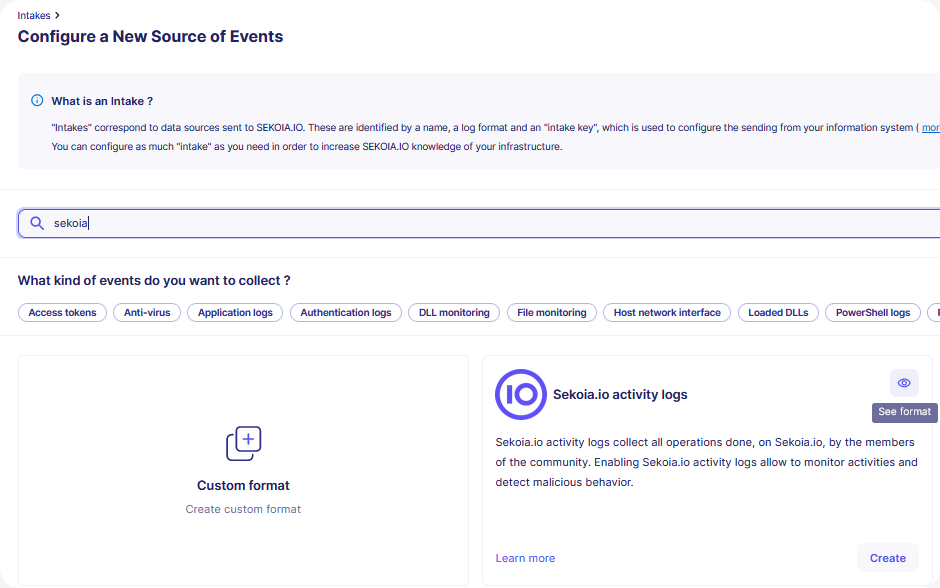 Intakes
Configure a New Source of Events
What is an Intake ?
"Intakes" correspond to data sources sent to SEKOIA.IO. These are identified by a name, a log format and an "intake key", which is used to configure the sending from your information system ( mor
You can configure as much "intake" as you need in order to increase SEKOIA.IO knowledge of your infrastructure.
sekoia
What kind of events do you want to collect ?
Access tokens Anti-virus Application logs Authentication logs DLL monitoring File monitoring Host network interface Loaded DLLs PowerShell logs
Custom format
Create custom format
IO Sekoia.io activity logs
See format
Sekoia.io activity logs collect all operations done, on Sekoia.io, by the members
of the community. Enabling Sekoia.io activity logs allow to monitor activities and
detect malicious behavior.
Learn more Create